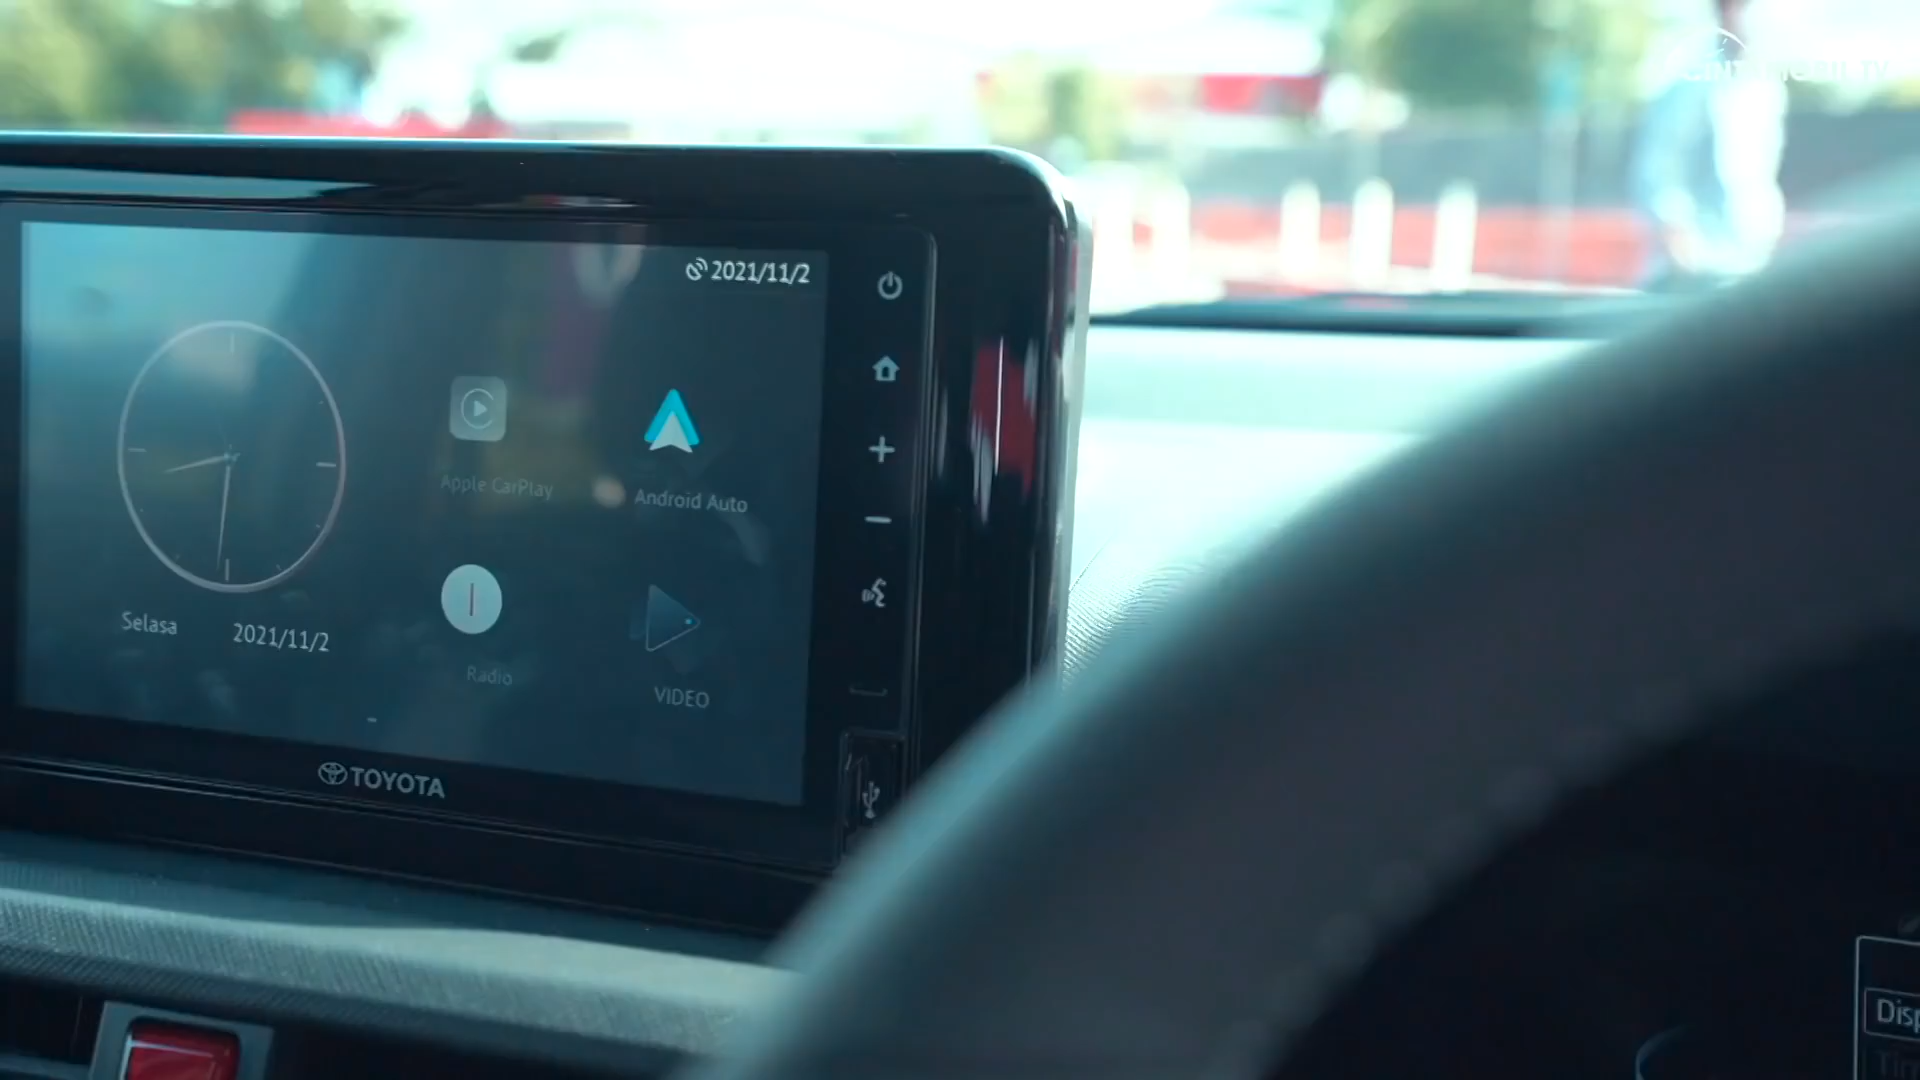 2021/11/2
Apple CarPlay
Android Auto
Selasa 2021/11/2
Radio
VIDEO
TOYOTA